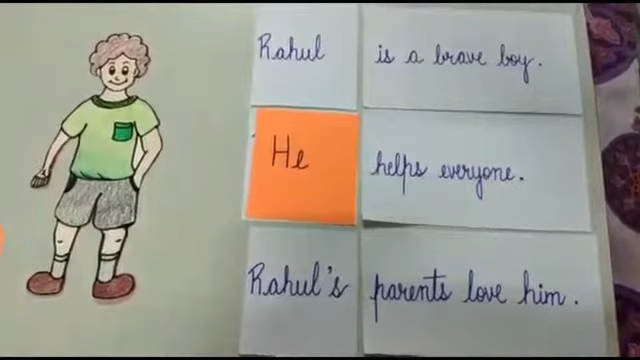 Rahul is a brave boy.
He helps everyone.
Rahul's parents love him.